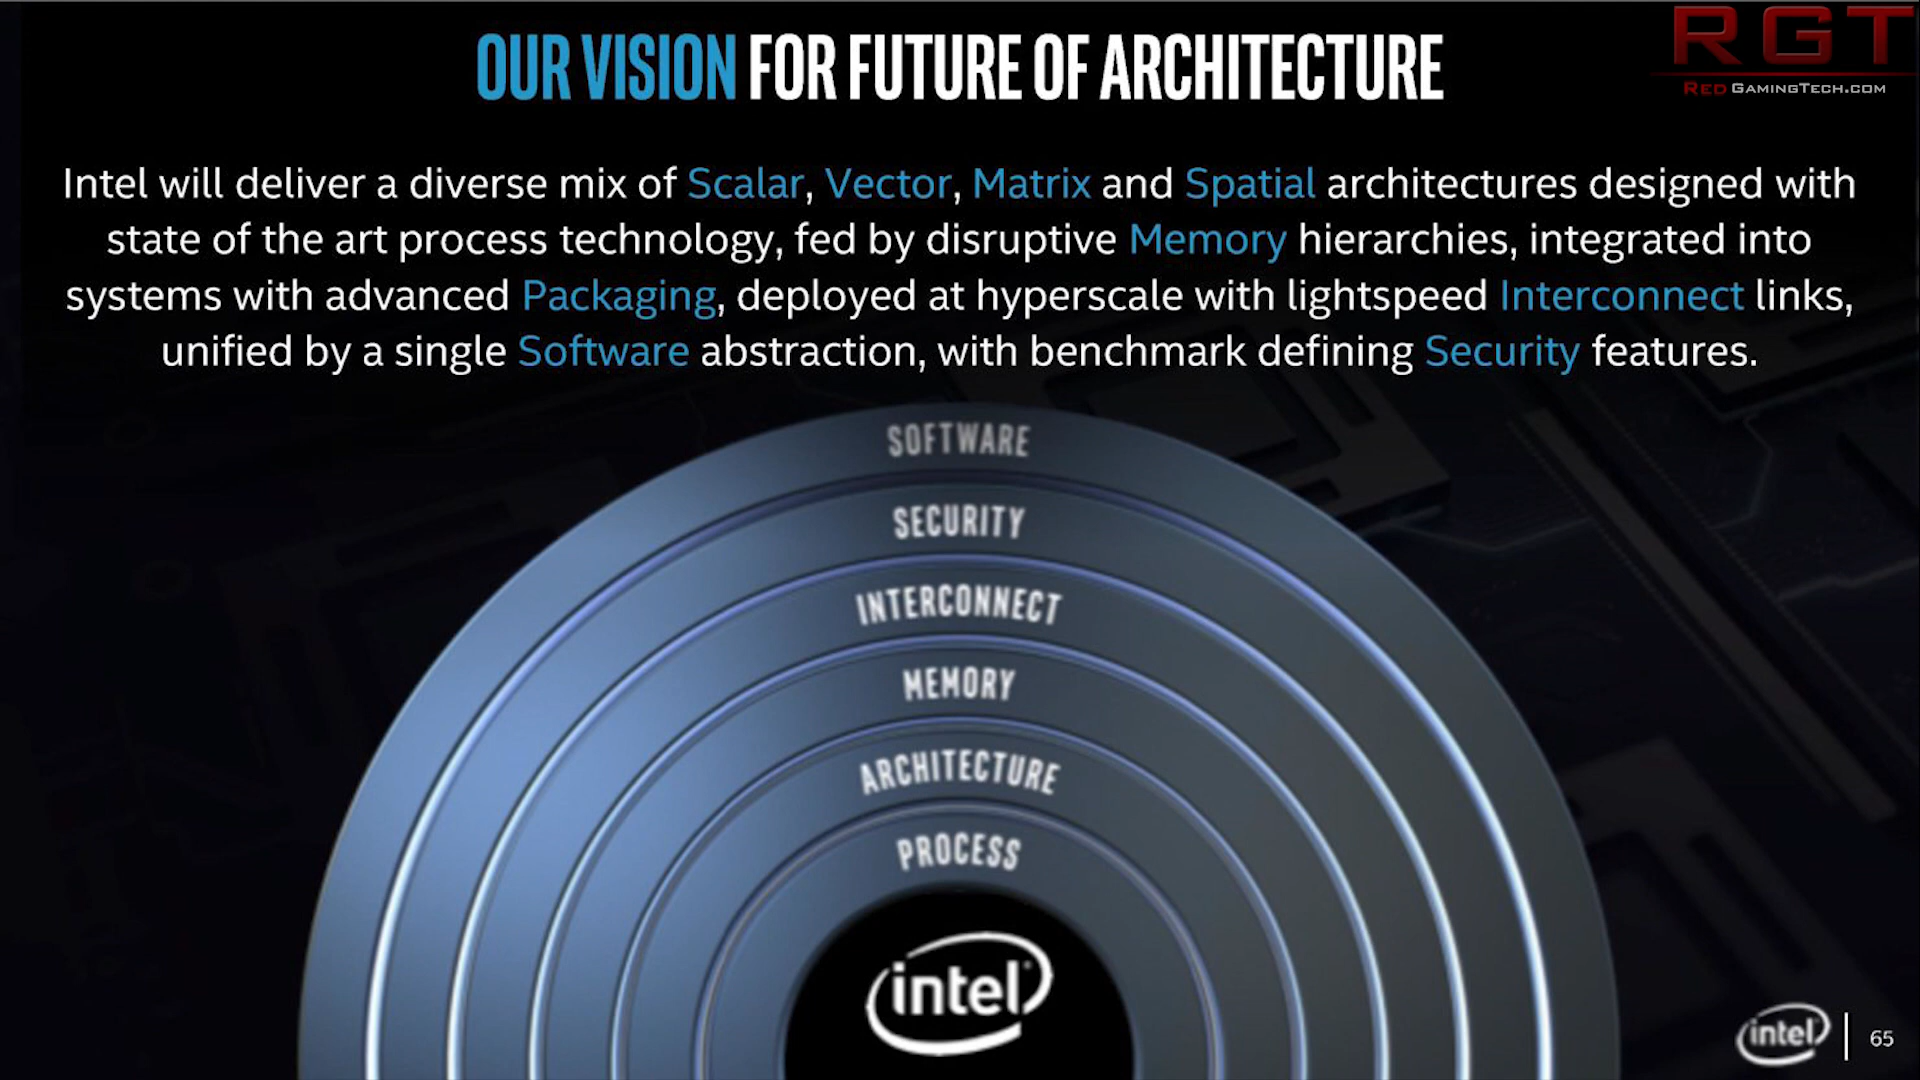 OUR VISION FOR FUTURE OF ARCHITECTURE
RGT
RED GAMINGTECH.COM
Intel will deliver a diverse mix of Scalar, Vector, Matrix and Spatial architectures designed with
state of the art process technology, fed by disruptive Memory hierarchies, integrated into
systems with advanced Packaging, deployed at hyperscale with lightspeed Interconnect links,
unified by a single Software abstraction, with benchmark defining Security features.
SOFTWARE
SECURITY
INTERCONNECT
MEMORY
ARCHITECTURE
PROCESS
intel
intel
65